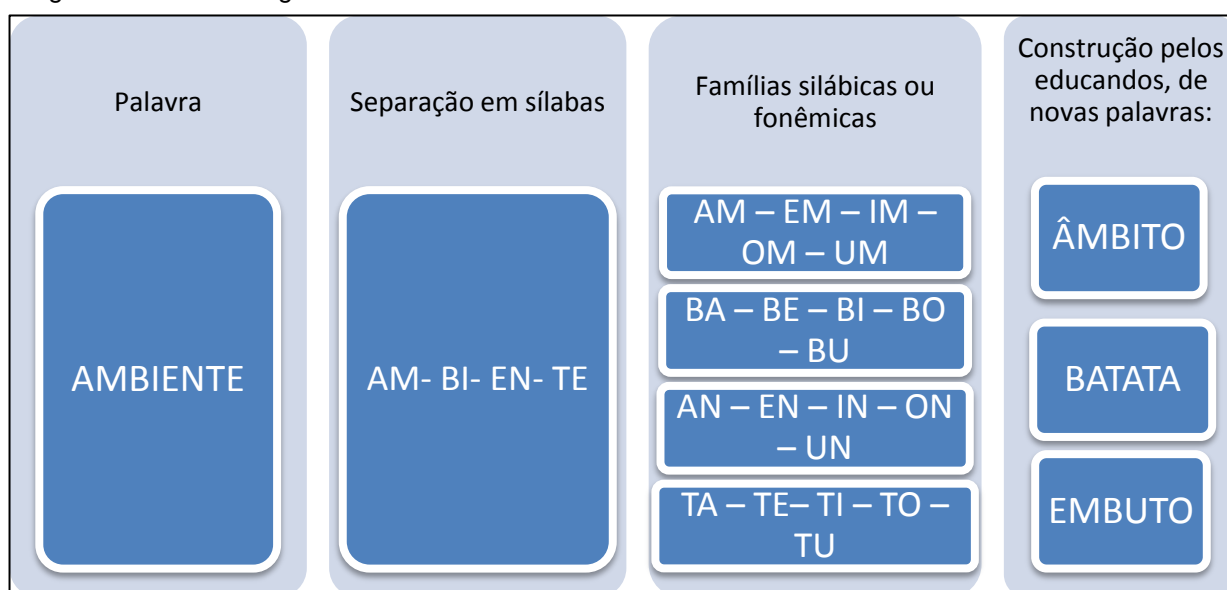 Palavra
AMBIENTE
Separação em sílabas
AM- BI- EN- TE
Famílias silábicas ou
fonêmicas
AM – EM – IM –
OM – UM
BA – BE – BI – BO
– BU
AN – EN – IN – ON
– UN
TA – TE– TI – TO –
TU
Construção pelos
educandos, de
novas palavras:
ÂMBITO
BATATA
EMBUTO